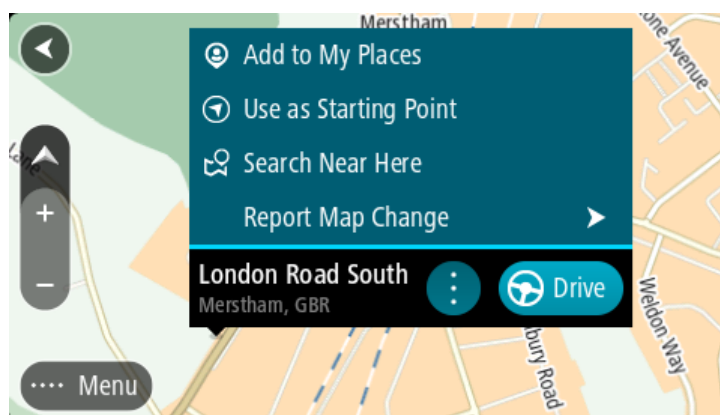 Merstham
one Avenue
Add to My Places
Use as Starting Point
Lane
Search Near Here
Report Map Change
London Road South
Merstham, GBR
Drive
Weldon Way
bury Road
Menu